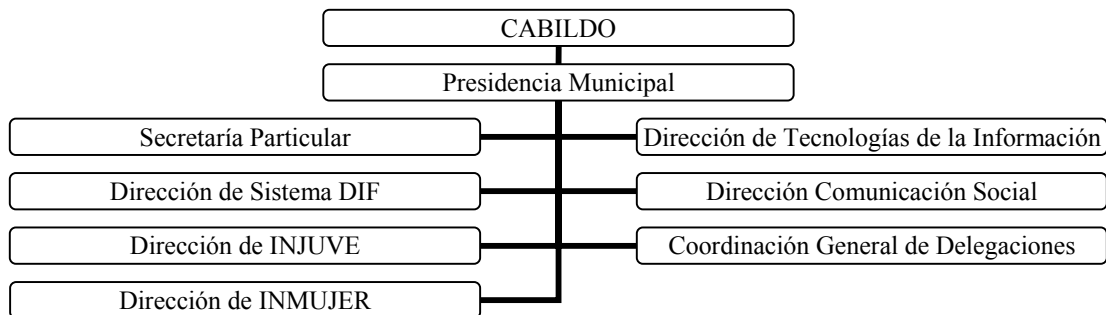 CABILDO
Presidencia Municipal
Secretaría Particular
Dirección de Tecnologías de la Información
Dirección de Sistema DIF
Dirección Comunicación Social
Dirección de INJUVE
Coordinación General de Delegaciones
Dirección de INMUJER